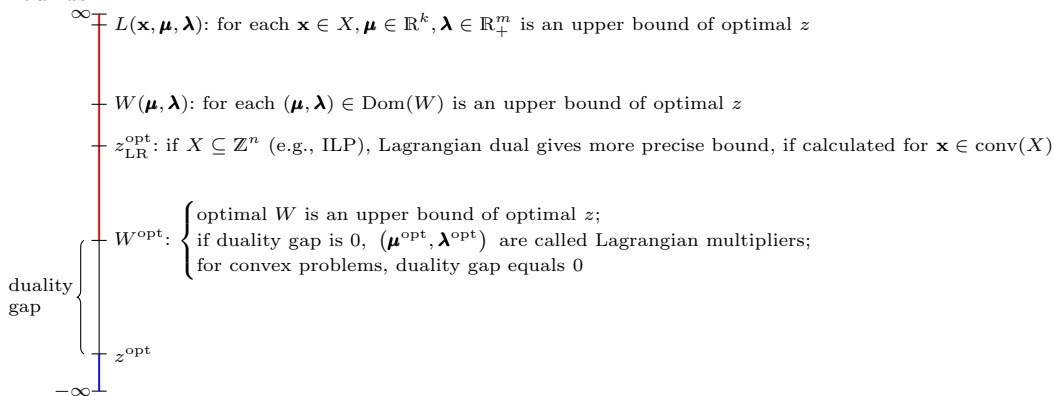 ∞
L(𝐱, 𝛍, 𝛌): for each 𝐱 ∈ X, 𝛍 ∈ ℝ^k, 𝛌 ∈ ℝ_+^m is an upper bound of optimal z
W(𝛍, 𝛌): for each (𝛍, 𝛌) ∈ Dom(W) is an upper bound of optimal z
z_LR^opt: if X ⊆ ℤ^n (e.g., ILP), Lagrangian dual gives more precise bound, if calculated for 𝐱 ∈ conv(X)
optimal W is an upper bound of optimal z;
W^opt: { if duality gap is 0, (𝛍^opt, 𝛌^opt) are called Lagrangian multipliers;
for convex problems, duality gap equals 0
duality
gap
z^opt
−∞